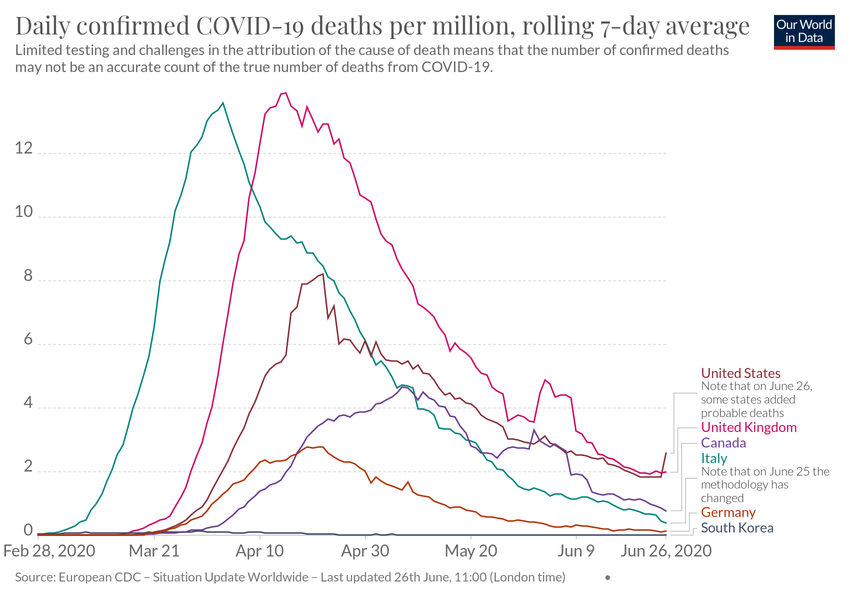 Daily confirmed COVID-19 deaths per million, rolling 7-day average
Our World
in Data
Limited testing and challenges in the attribution of the cause of death means that the number of confirmed deaths
may not be an accurate count of the true number of deaths from COVID-19.
12
10
8
6
4
2
0
United States
Note that on June 26,
some states added
probable deaths
United Kingdom
Canada
Italy
Note that on June 25 the
methodology has
changed
Germany
South Korea
Feb 28, 2020 Mar 21 Apr 10 Apr 30 May 20 Jun 9 Jun 26, 2020
Source: European CDC – Situation Update Worldwide – Last updated 26th June, 11:00 (London time) •